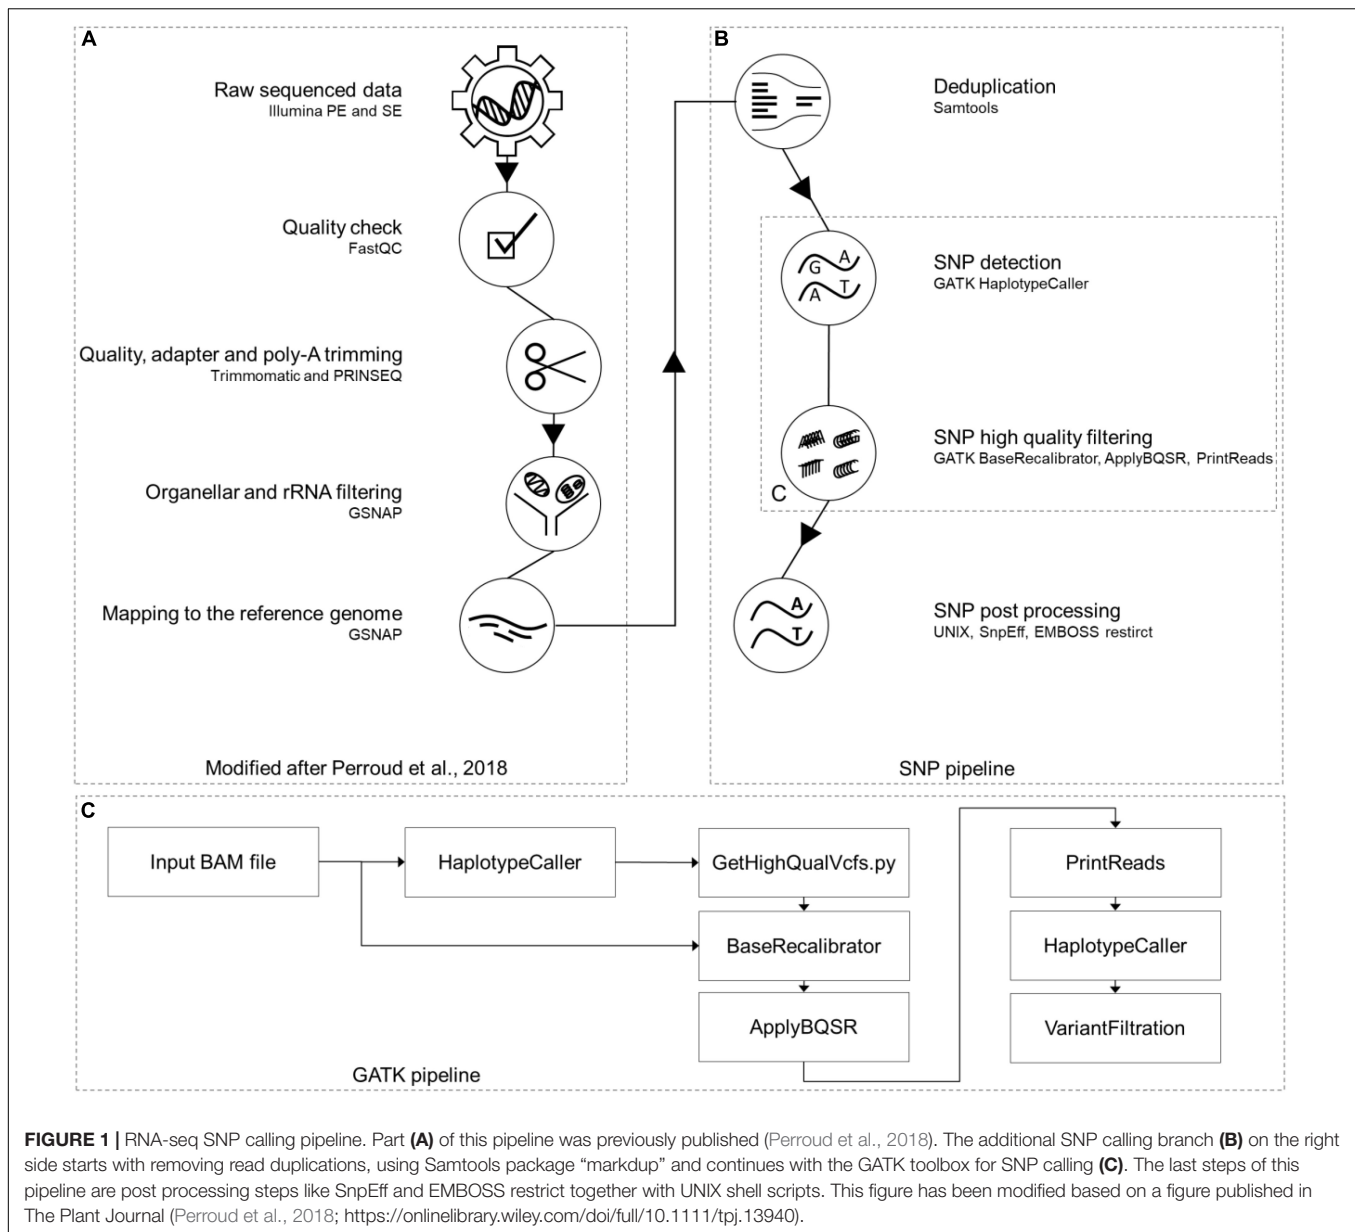 A
Raw sequenced data
Illumina PE and SE
Quality check
FastQC
Quality, adapter and poly-A trimming
Trimmomatic and PRINSEQ
Organellar and rRNA filtering
GSNAP
Mapping to the reference genome
GSNAP
Modified after Perroud et al., 2018
B
Deduplication
Samtools
G A
A T
SNP detection
GATK HaplotypeCaller
SNP high quality filtering
GATK BaseRecalibrator, ApplyBQSR, PrintReads
C
A
T
SNP post processing
UNIX, SnpEff, EMBOSS restirct
SNP pipeline
C
Input BAM file
HaplotypeCaller
GetHighQualVcfs.py
BaseRecalibrator
ApplyBQSR
PrintReads
HaplotypeCaller
VariantFiltration
GATK pipeline
FIGURE 1 | RNA-seq SNP calling pipeline. Part (A) of this pipeline was previously published (Perroud et al., 2018). The additional SNP calling branch (B) on the right
side starts with removing read duplications, using Samtools package “markdup” and continues with the GATK toolbox for SNP calling (C). The last steps of this
pipeline are post processing steps like SnpEff and EMBOSS restrict together with UNIX shell scripts. This figure has been modified based on a figure published in
The Plant Journal (Perroud et al., 2018; https://onlinelibrary.wiley.com/doi/full/10.1111/tpj.13940).